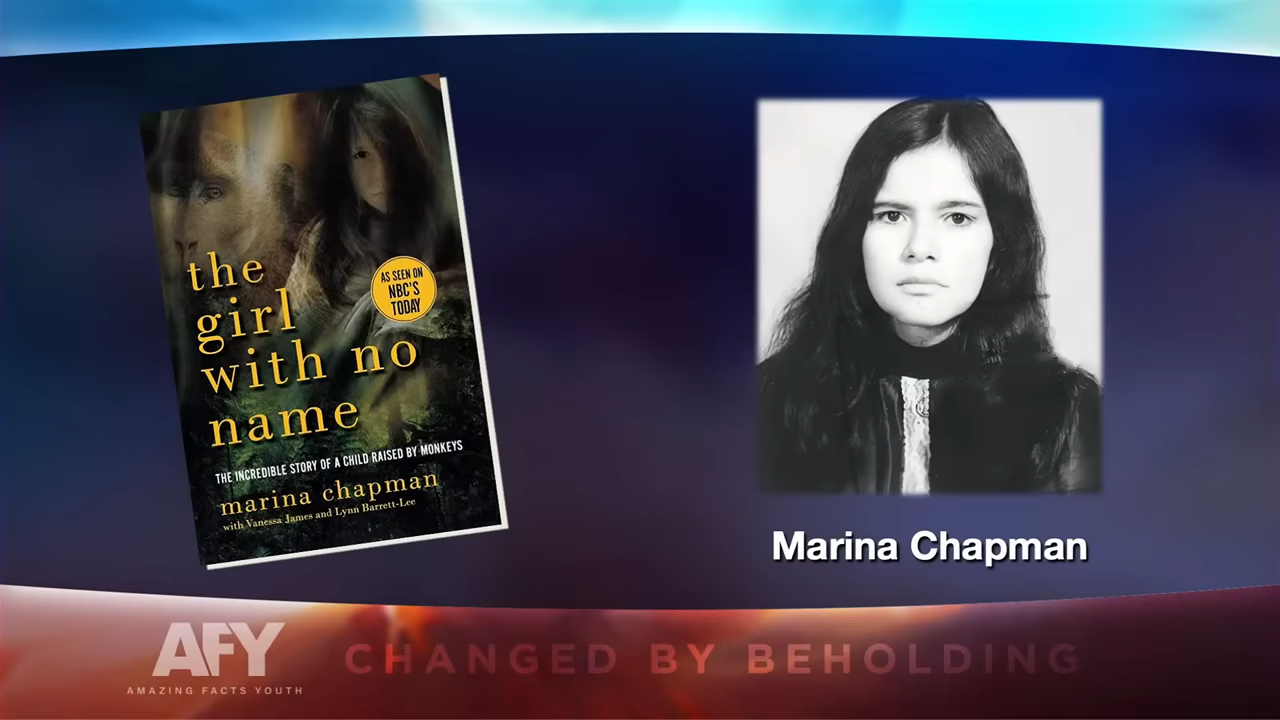 the
girl
with no
name
AS SEEN ON
NBC'S
TODAY
THE INCREDIBLE STORY OF A CHILD RAISED BY MONKEYS
marina chapman
with Vanessa James and Lynn Barrett-Lee
Marina Chapman
AFY
AMAZING FACTS YOUTH
CHANGED BY BEHOLDING